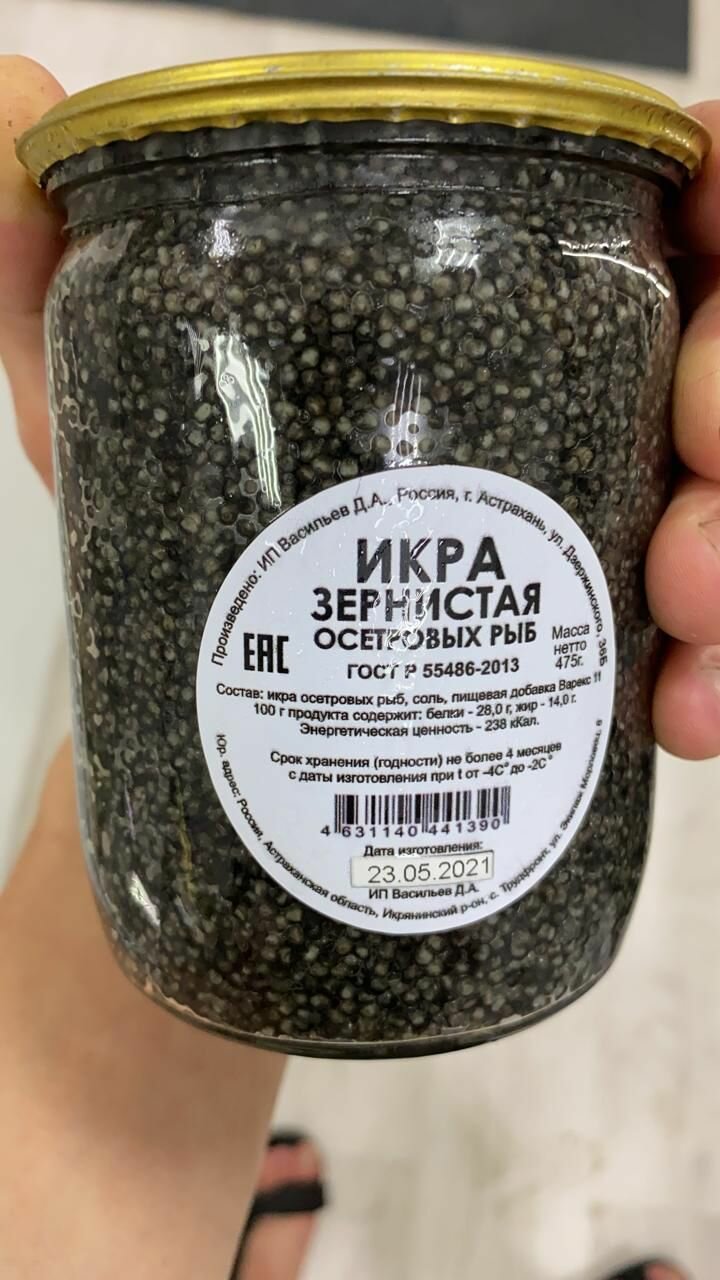 Произведено: ИП Васильев Д.А., Россия, г. Астрахань, ул. Дзержинского, 36Б
ИКРА
ЗЕРНИСТАЯ
ОСЕТРОВЫХ РЫБ
Масса
нетто
475г.
EAC
ГОСТ Р 55486-2013
Состав: икра осетровых рыб, соль, пищевая добавка Варекс 11
100 г продукта содержит: белки - 28,0 г, жир - 14,0 г.
Энергетическая ценность - 238 кКал.
Срок хранения (годности) не более 4 месяцев
с даты изготовления при t от -4С° до -2С°
4 631140 441390
Дата изготовления:
23.05.2021
ИП Васильев Д.А.
Юр. адрес: Россия, Астраханская область, Икрянинский р-он, с. Трудфронт, ул.